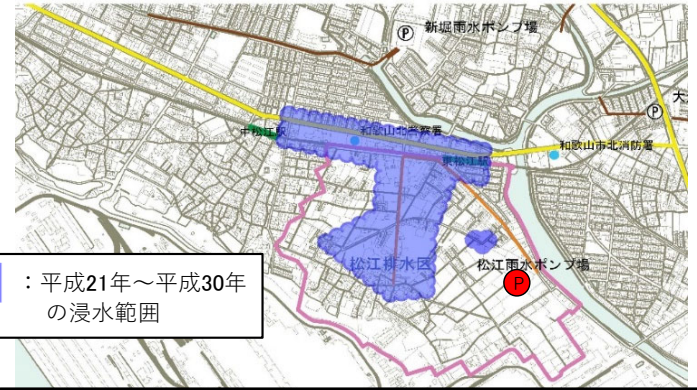 Ⓟ 新堀雨水ポンプ場
Ⓟ
大
中松江駅
和歌山北警察署
和歌山市北消防署
東松江駅
松江排水区
松江雨水ポンプ場
P
：平成21年～平成30年
の浸水範囲